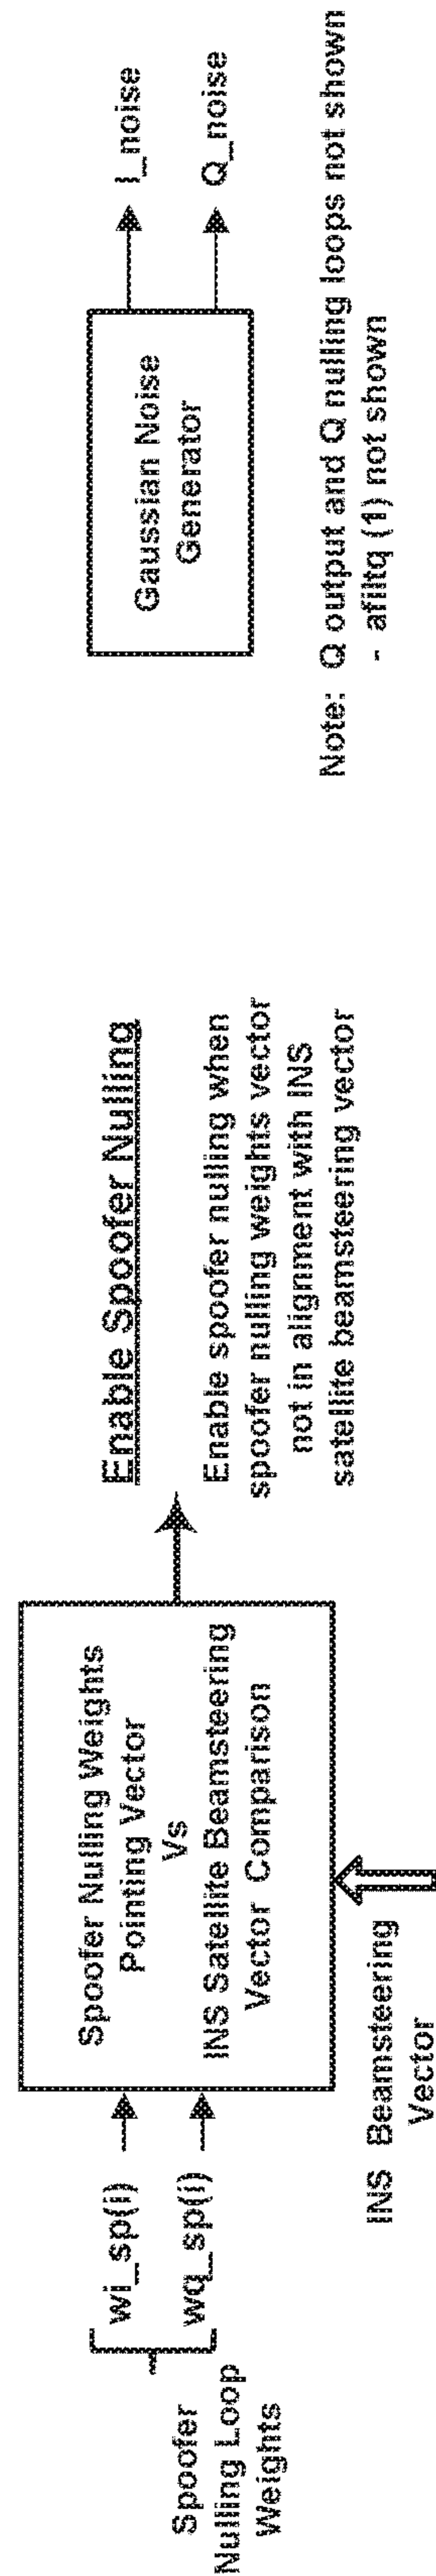 Spoofer
Nulling Loop
Weights
wi_sp(i)
wq_sp(i)
Spoofer Nulling Weights
Pointing Vector
Vs
INS Satellite Beamsteering
Vector Comparison
INS Beamsteering
Vector
Enable Spoofer Nulling
Enable spoofer nulling when
spoofer nulling weights vector
not in alignment with INS
satellite beamsteering vector
Gaussian Noise
Generator
I_noise
Q_noise
Note: Q output and Q nulling loops not shown
- afiltq (1) not shown